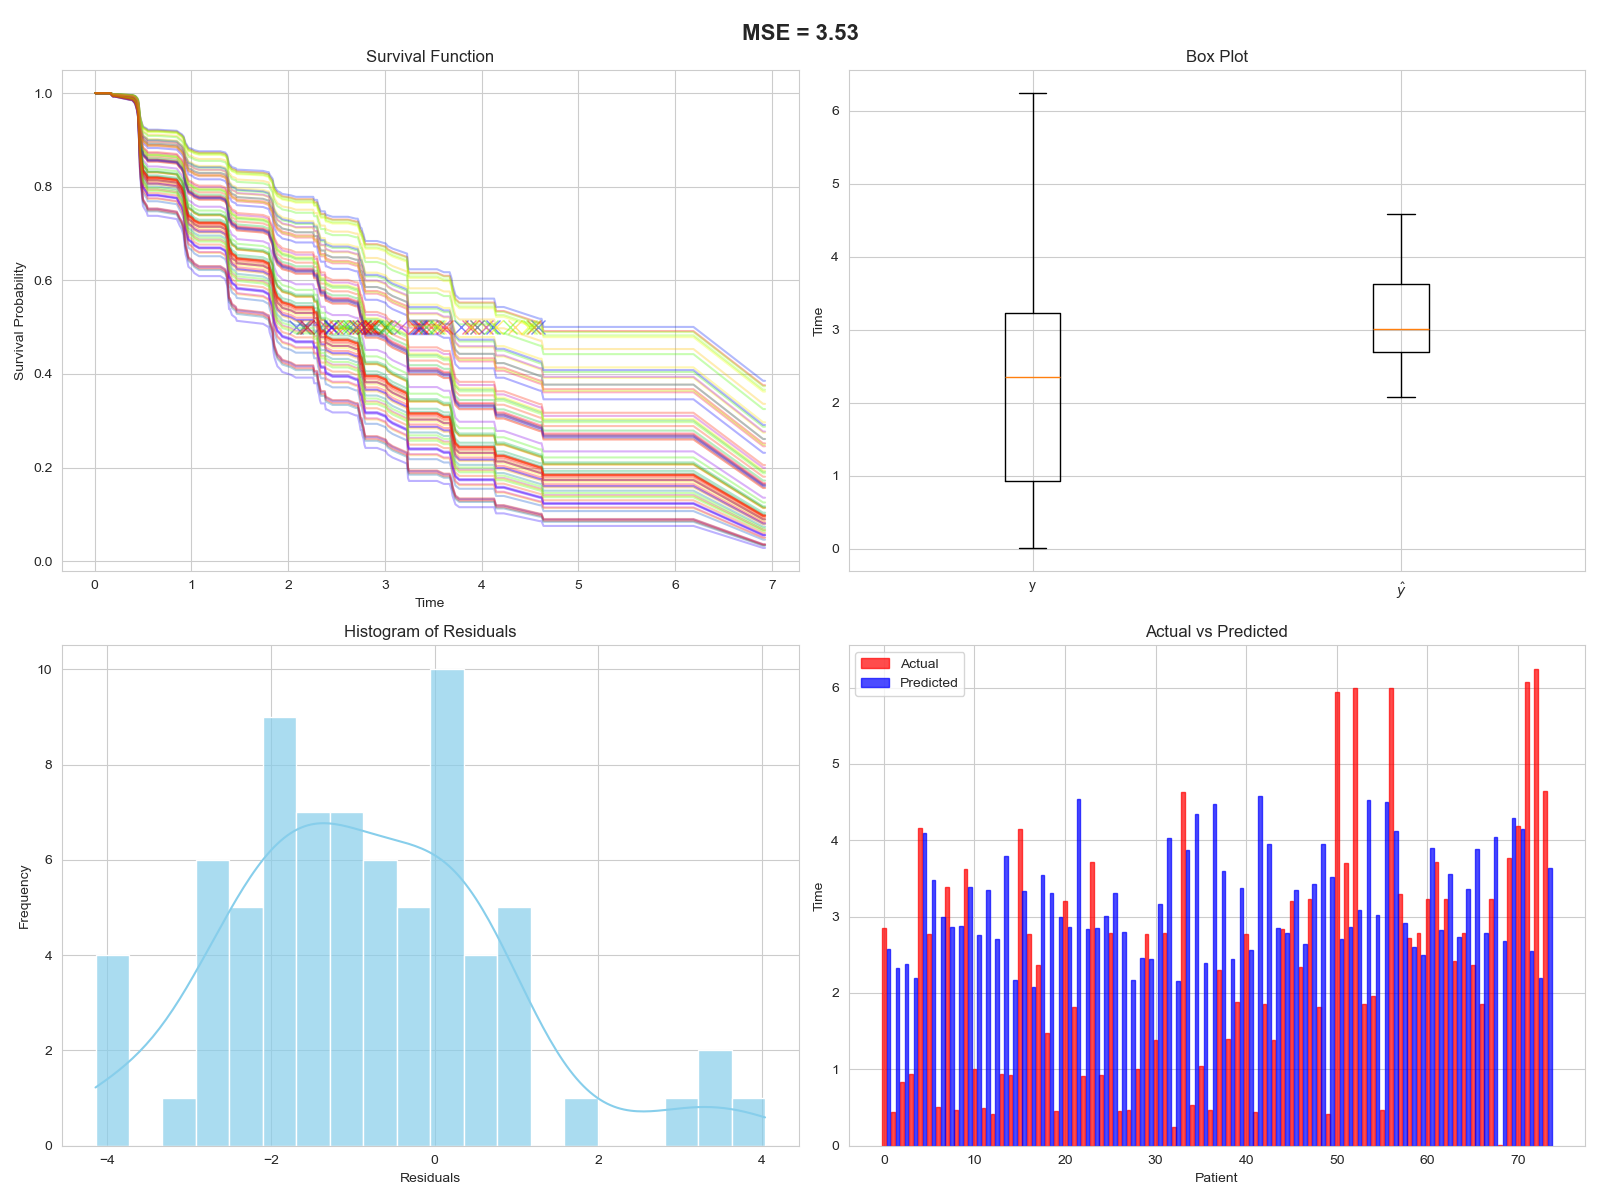 MSE = 3.53
Survival Function
Survival Probability
1.0
0.8
0.6
0.4
0.2
0.0
0 1 2 3 4 5 6 7
Time
Box Plot
Time
6
5
4
3
2
1
0
y ŷ
Histogram of Residuals
Frequency
10
8
6
4
2
0
−4 −2 0 2 4
Residuals
Actual vs Predicted
Actual
Predicted
Time
6
5
4
3
2
1
0
0 10 20 30 40 50 60 70
Patient